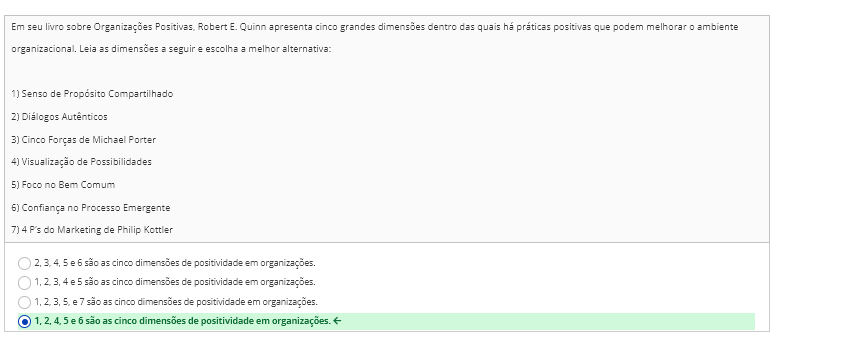 Em seu livro sobre Organizações Positivas, Robert E. Quinn apresenta cinco grandes dimensões dentro das quais há práticas positivas que podem melhorar o ambiente
organizacional. Leia as dimensões a seguir e escolha a melhor alternativa:
1) Senso de Propósito Compartilhado
2) Diálogos Autênticos
3) Cinco Forças de Michael Porter
4) Visualização de Possibilidades
5) Foco no Bem Comum
6) Confiança no Processo Emergente
7) 4 P's do Marketing de Philip Kottler
2, 3, 4, 5 e 6 são as cinco dimensões de positividade em organizações.
1, 2, 3, 4 e 5 são as cinco dimensões de positividade em organizações.
1, 2, 3, 5, e 7 são as cinco dimensões de positividade em organizações.
1, 2, 4, 5 e 6 são as cinco dimensões de positividade em organizações. ←